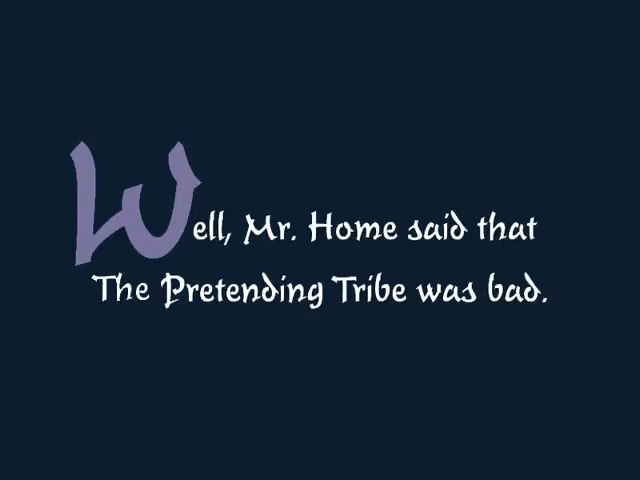 Well, Mr. Home said that
The Pretending Tribe was bad.